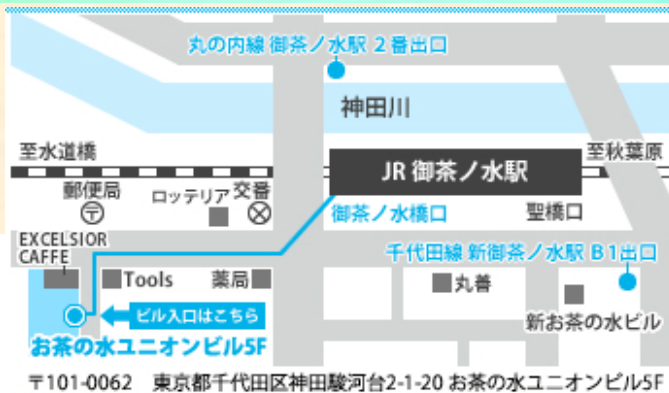 丸の内線 御茶ノ水駅 2番出口
神田川
至水道橋
至秋葉原
JR 御茶ノ水駅
郵便局
ロッテリア
交番
〒
御茶ノ水橋口
聖橋口
EXCELSIOR
CAFFE
千代田線 新御茶ノ水駅 B1出口
Tools
薬局
丸善
ビル入口はこちら
新お茶の水ビル
お茶の水ユニオンビル5F
〒101-0062 東京都千代田区神田駿河台2-1-20 お茶の水ユニオンビル5F